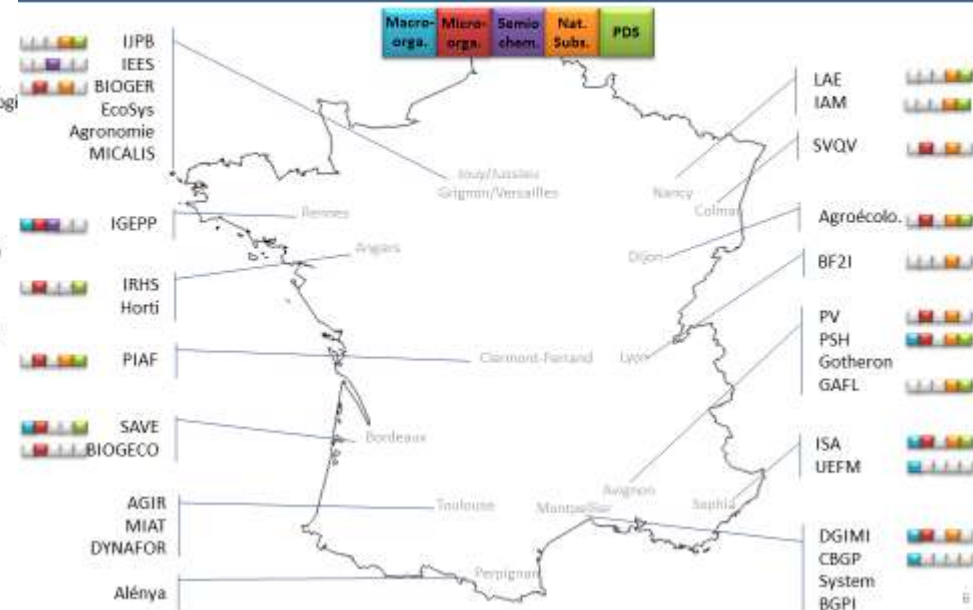 Macro-orga.
Micro-orga.
Semio chem.
Nat. Subs.
PDS
IJPB
IEES
BIOGER
EcoSys
Agronomie
MICALIS
IGEPP
IRHS
Horti
PIAF
SAVE
BIOGECO
AGIR
MIAT
DYNAFOR
Alénya
Jouy/Jussieu
Grignon/Versailles
Rennes
Angers
Clermont-Ferrand
Bordeaux
Toulouse
Perpignan
Nancy
Colmar
Dijon
Lyon
Avignon
Montpellier
Sophia
LAE
IAM
SVQV
Agroécolo.
BF2I
PV
PSH
Gotheron
GAFL
ISA
UEFM
DGIMI
CBGP
System
BGPI
6